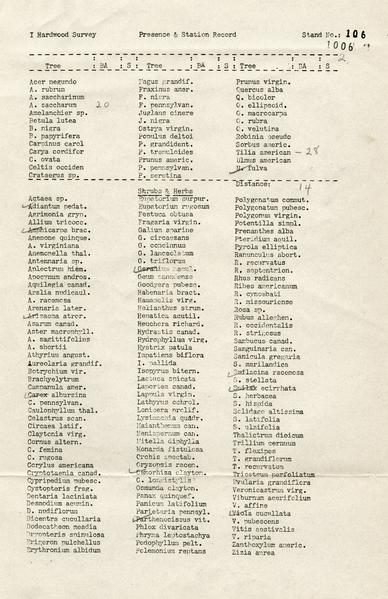 I Hardwood Survey Presence & Station Record Stand No.: 106
1006
2
Tree : BA : S : Tree : BA : S : Tree : BA : S
Acer negundo Fagus grandif. Prunus virgin.
A. rubrum Fraxinus amer. Quercus alba
A. saccharinum F. nigra Q. bicolor
A. saccharum 20 F. pennsylvan. Q. ellipsoid.
Amelanchier sp. Juglans cinere Q. macrocarpa
Betula lutea J. nigra Q. rubra
B. nigra Ostrya virgin. Q. velutina
B. papyrifera Populus deltoi Robinia pseudo
Carpinus carol P. grandident. Sorbus americ.
Carya cordifor P. tremuloides Tilia american - 28
C. ovata Prunus americ. Ulmus american
Celtis occiden P. pennsylvan. U. fulva
Crataegus sp. P. serotina
Distance:
14
Shrubs & Herbs
Actaea sp. Eupatorium purpur. Polygonatum commut.
Adiantum pedat. Eupatorium rugosum Polygonatum pubesc.
Agrimonia gryp. Festuca obtusa Polygonum virgin.
Allium tricocc. Fragaria virgin. Potentilla simpl.
Amphicarpa brac. Galium aparine Prenanthes alba
Anemone quinque. G. circaezans Pteridium aquil.
A. virginiana G. concinnum Pyrola elliptica
Anemonella thal. G. lanceolatum Ranunculus abort.
Antennaria sp. G. triflorum R. recurvatus
Aplectrum hiem. Geranium macul. R. septentrion.
Apocynum andros. Geum canadense Rhus radicans
Aquilegia canad. Goodyera pubesc. Ribes americanum
Aralia nudicaul. Habenaria bract. R. cynosbati
A. racemosa Hamamelis virg. R. missouriense
Arenaria later. Helianthus strum. Rosa sp.
Arisaema atror. Hepatica acutil. Rubus alleghen.
Asarum canad. Heuchera richard. R. occidentalis
Aster macrophyll. Hydrastis canad. R. strigosus
A. sagittifolius Hydrophyllum virg. Sambucus canad.
A. shortii Hystrix patula Sanguinaria can.
Athyrium angust. Impatiens biflora Sanicula gregaria
Aureolaria grandif. I. pallida S. marilandica
Botrychium vir. Isopyrum bitern. Smilacina racemosa
Brachyelytrum Lactuca spicata S. stellata
Campanula amer. Laportea canad. Smilax ecirrhata
Carex albursina Lappula virgin. S. herbacea
C. pennsylvan. Lathyrus ochrol. S. hispida
Caulophyllum thal. Lonicera prolif. Solidago altissima
Celastrus scan. Lysimachia quadr. S. latifolia
Circaea latif. Maianthemum can. S. ulmifolia
Claytonia virg. Menispermum can. Thalictrum dioicum
Cornus altern. Mitella diphylla Trillium cernuum
C. femina Monarda fistulosa T. flexipes
C. rugosa Orchis spectab. T. grandiflorum
Corylus americana Oryzopsis racem. T. recurvatum
Cryptotaenia canad. Osmorhiza clayton. Triosteum perfoliatum
Cypripedium pubesc. O. longistylis Uvularia grandiflora
Cystopteris frag. Osmunda clayton. Veronicastrum virg.
Dentaria laciniata Panax quinquef. Viburnum acerifolium
Desmodium acumin. Panicum latifolium V. affine
D. nudiflorum Parietaria pennsyl. Viola cucullata
Dicentra cucullaria Parthenocissus vit. V. pubescens
Dodecatheon meadia Phlox divaricata Vitis aestivalis
Dryopteris spinulosa Phryma leptostachya V. riparia
Erigeron pulchellus Podophyllum pelt. Zanthoxylum americ.
Erythronium albidum Polemonium reptans Zizia aurea